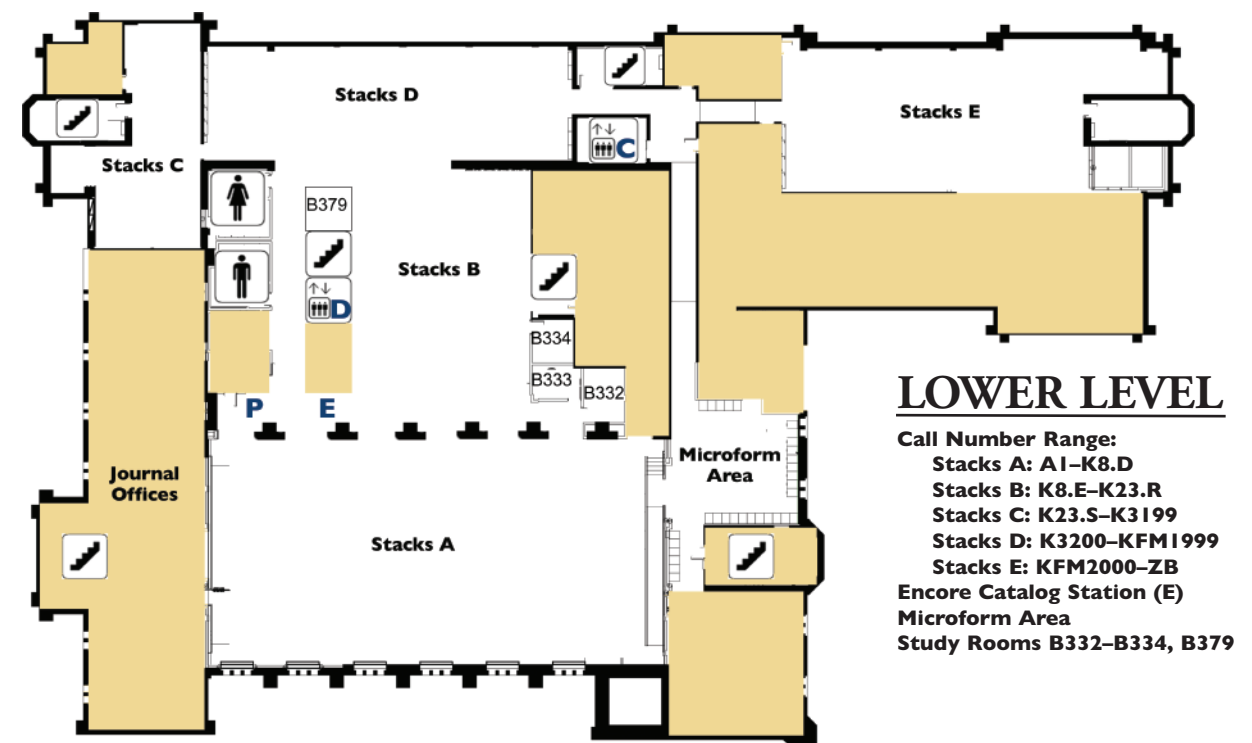 Stacks D
Stacks E
C
Stacks C
B379
Stacks B
D
B334
B333
B332
P
E
Microform
Area
Journal
Offices
Stacks A
LOWER LEVEL
Call Number Range:
Stacks A: A1–K8.D
Stacks B: K8.E–K23.R
Stacks C: K23.S–K3199
Stacks D: K3200–KFM1999
Stacks E: KFM2000–ZB
Encore Catalog Station (E)
Microform Area
Study Rooms B332–B334, B379